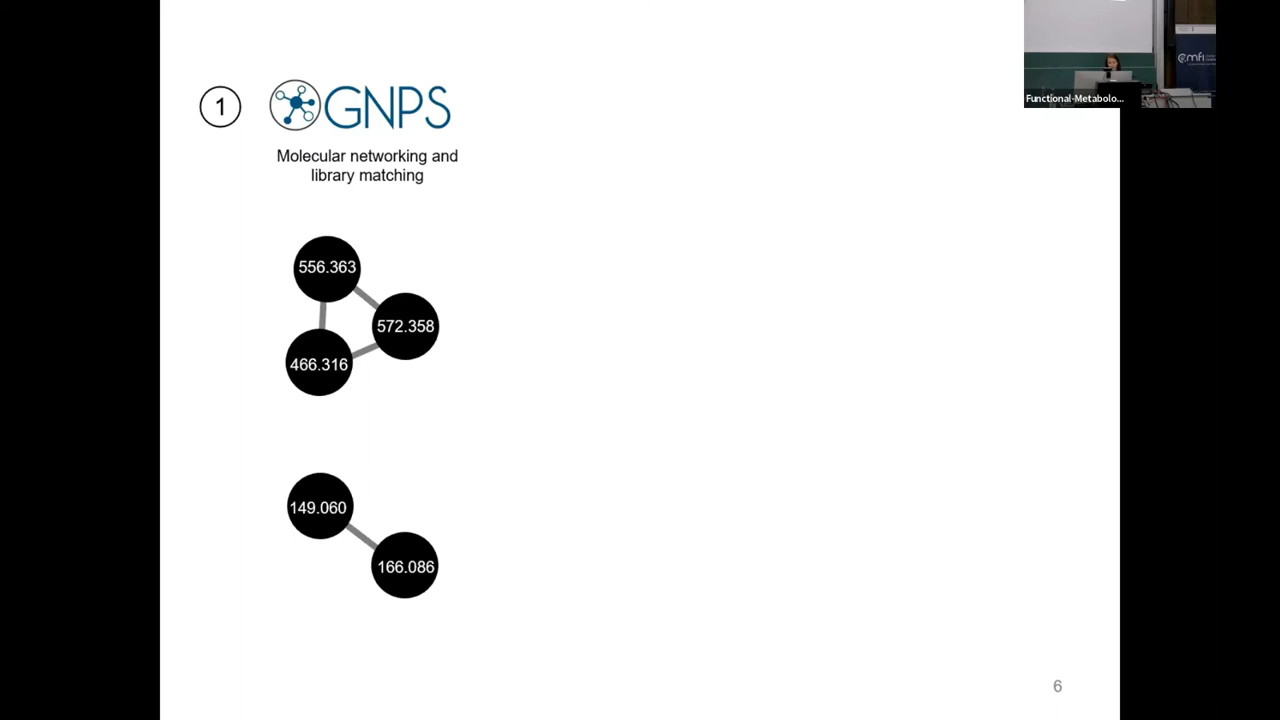 1
GNPS
Molecular networking and
library matching
556.363
572.358
466.316
149.060
166.086
6
Functional-Metabolo...
cmfi